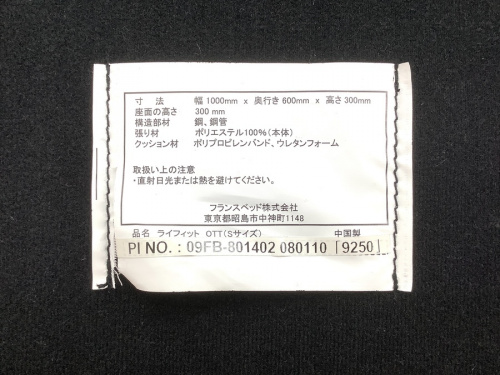 寸　法　幅 1000mm x 奥行き 600mm x 高さ 300mm
座面の高さ　300 mm
構造部材　鋼、鋼管
張り材　ポリエステル100%(本体)
クッション材　ポリプロピレンバンド、ウレタンフォーム
取扱い上の注意
・直射日光または熱を避けてください。
フランスベッド株式会社
東京都昭島市中神町1148
品名 ライフィット OTT(Sサイズ)　中国製
PI NO. : 09FB-801402 080110 [9250]